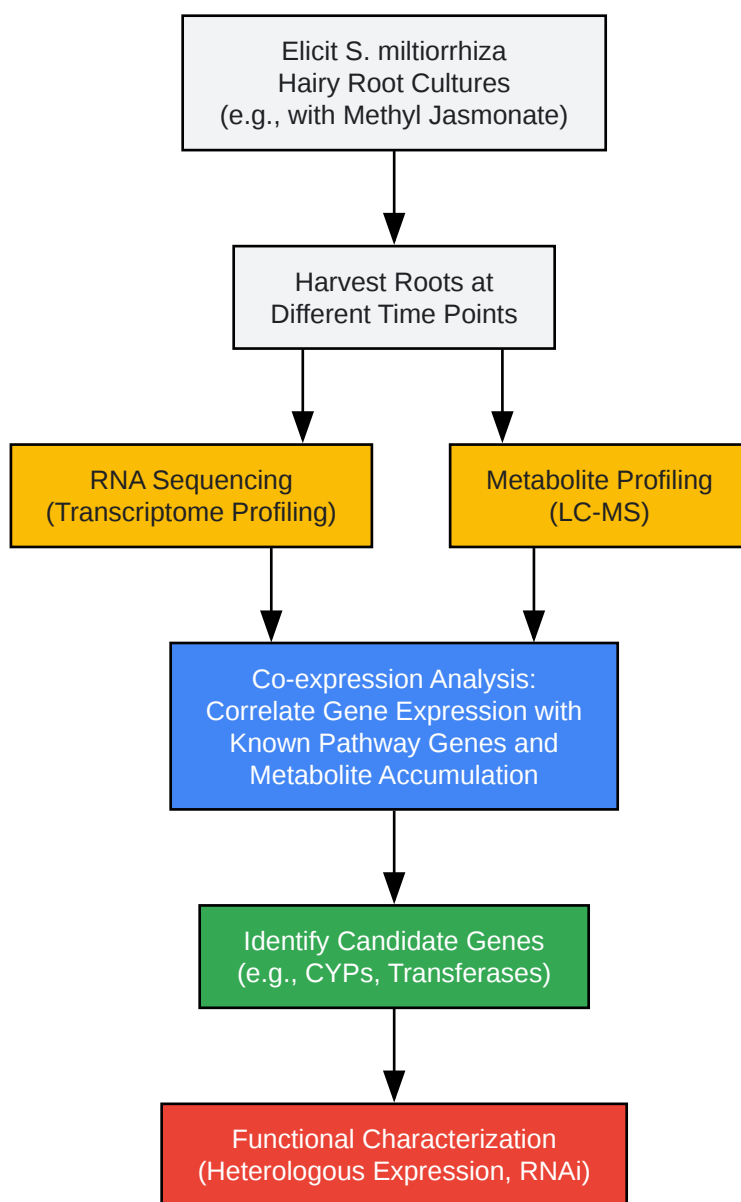 Elicit S. miltiorrhiza
Hairy Root Cultures
(e.g., with Methyl Jasmonate)
Harvest Roots at
Different Time Points
RNA Sequencing
(Transcriptome Profiling)
Metabolite Profiling
(LC-MS)
Co-expression Analysis:
Correlate Gene Expression with
Known Pathway Genes and
Metabolite Accumulation
Identify Candidate Genes
(e.g., CYPs, Transferases)
Functional Characterization
(Heterologous Expression, RNAi)